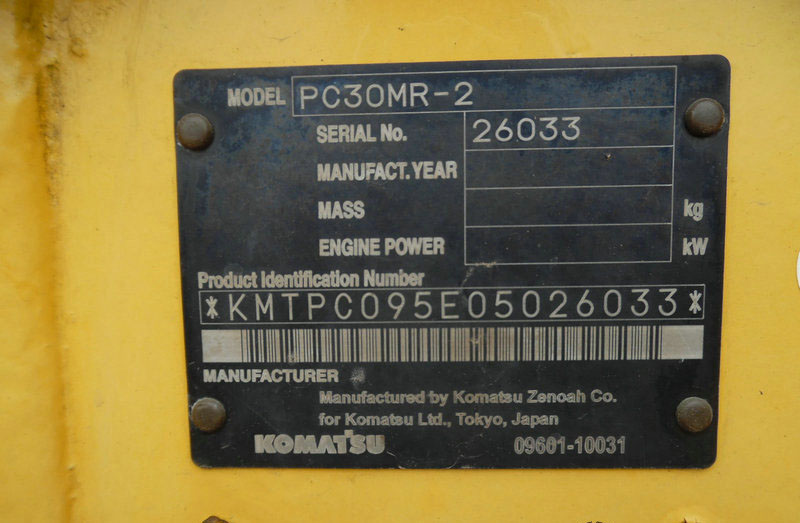 MODEL PC30MR-2
SERIAL No. 26033
MANUFACT.YEAR
MASS kg
ENGINE POWER kW
Product Identification Number
*KMTPC095E05026033*
MANUFACTURER
Manufactured by Komatsu Zenoah Co.
for Komatsu Ltd., Tokyo, Japan
KOMATSU 09601-10031